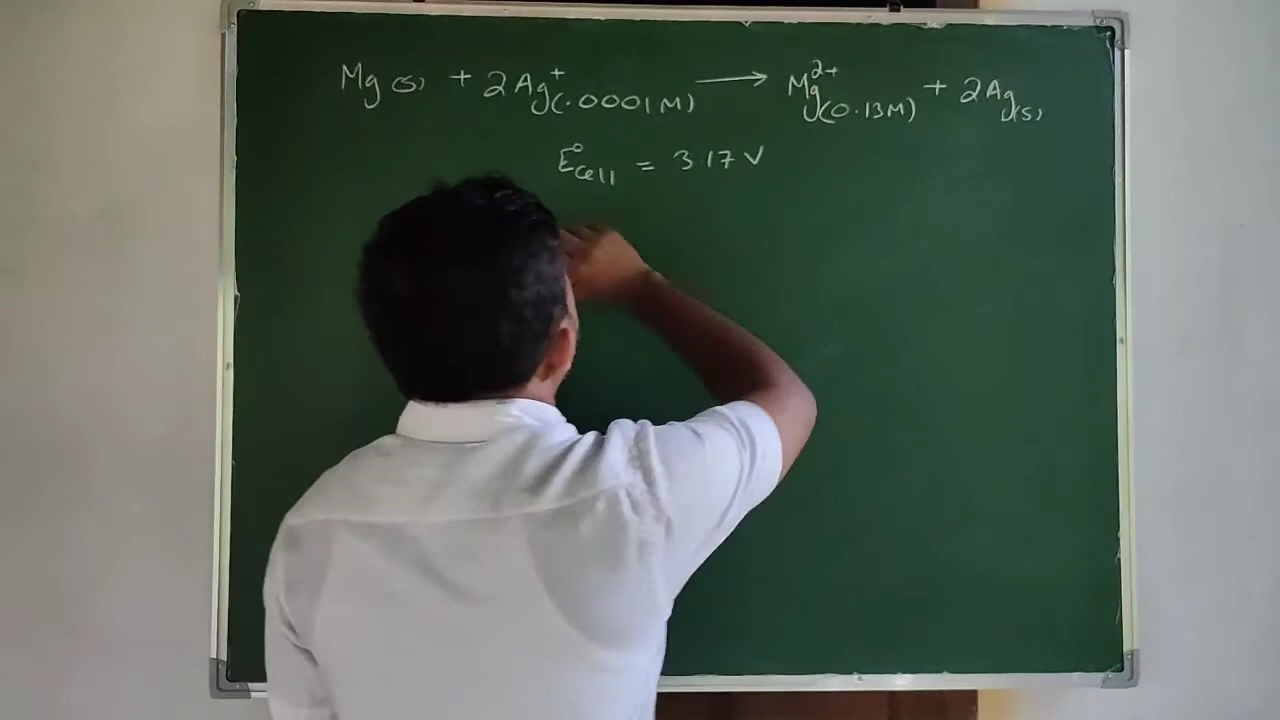 Mg(s) + 2Ag⁺(.0001M) ⟶ Mg²⁺(0.13M) + 2Ag(s)
E°cell = 3.17 V